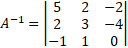 A⁻¹ = | 5 2 −2 |
| 2 3 −4 |
| −1 1 0 |